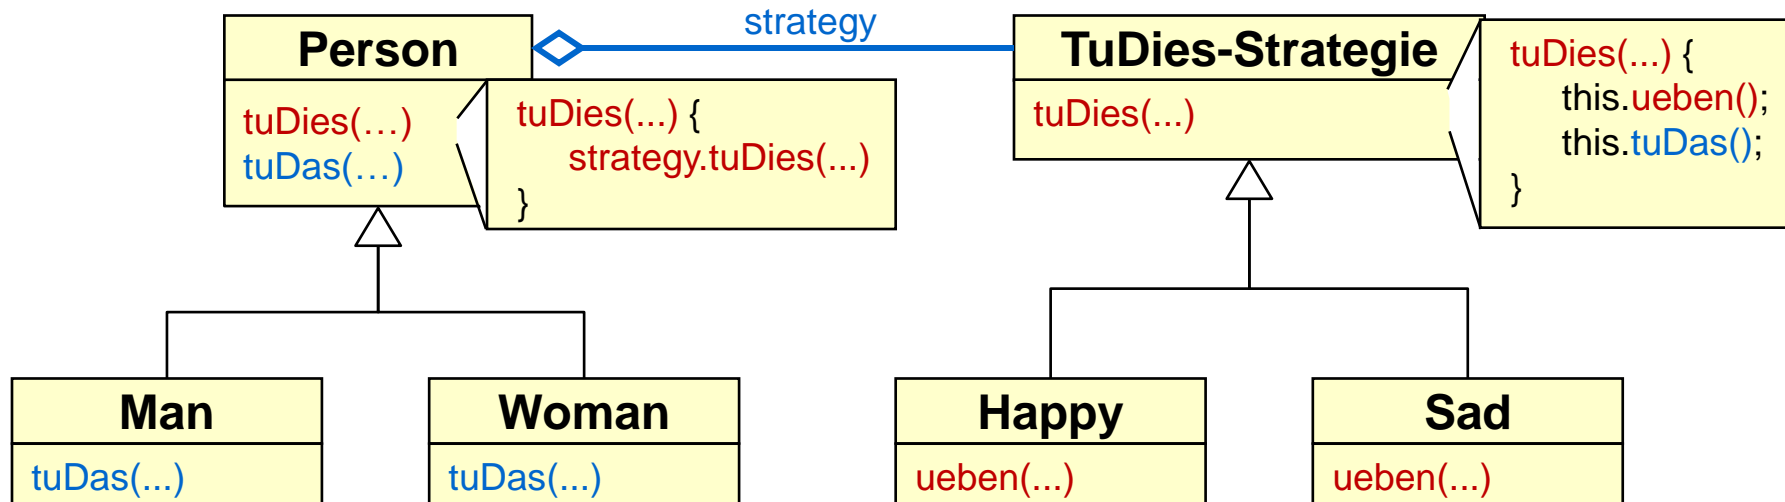 strategy
Person
tuDies(…)
tuDas(…)
tuDies(...) {
strategy.tuDies(...)
}
TuDies-Strategie
tuDies(...)
tuDies(...) {
this.ueben();
this.tuDas();
}
Man
tuDas(...)
Woman
tuDas(...)
Happy
ueben(...)
Sad
ueben(...)